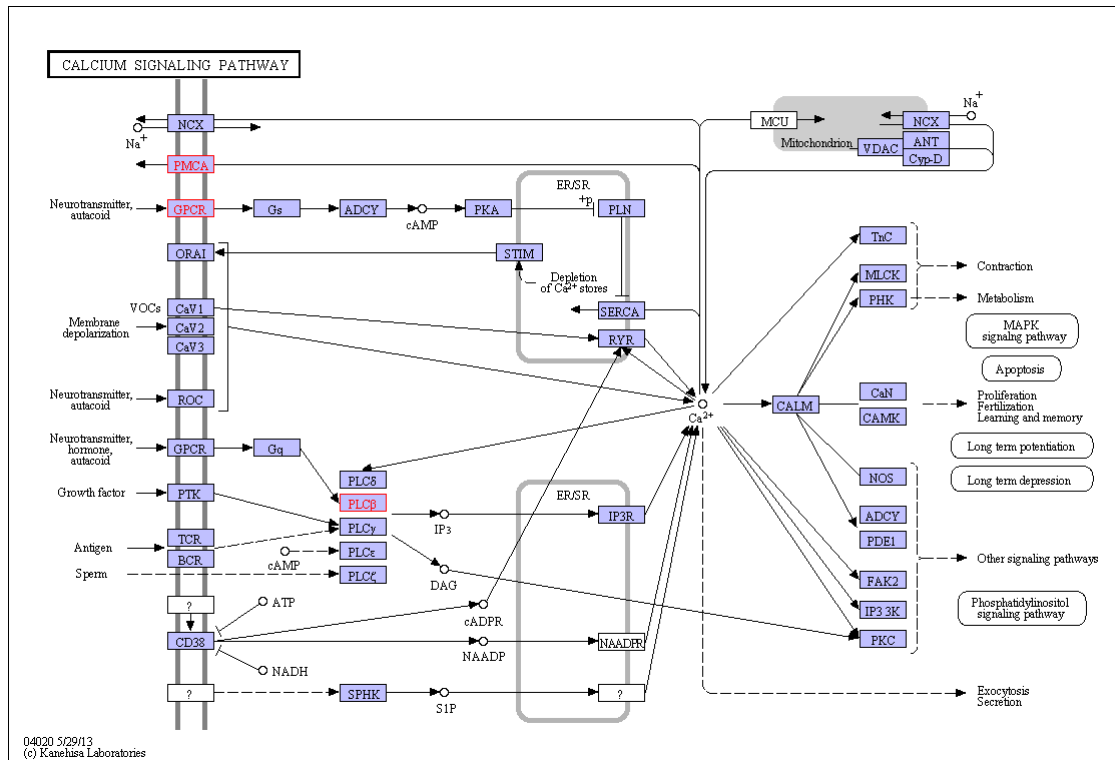 CALCIUM SIGNALING PATHWAY
NCX
Na+
PMCA
Neurotransmitter,
autacoid
GPCR
Gs
ADCY
cAMP
PKA
ER/SR
+p
PLN
ORAI
STIM
Depletion
of Ca2+ stores
VOCs
CaV1
SERCA
Membrane
depolarization
CaV2
RYR
CaV3
Neurotransmitter,
autacoid
ROC
Neurotransmitter,
hormone,
autacoid
GPCR
Gq
PLCδ
Growth factor
PTK
PLCβ
IP3
ER/SR
IP3R
Antigen
TCR
BCR
PLCγ
cAMP
PLCε
DAG
Sperm
PLCζ
?
ATP
cADPR
CD38
NAADP
NAADPR
NADH
?
SPHK
S1P
?
MCU
Mitochondrion
NCX
Na+
VDAC
ANT
Cyp-D
Ca2+
CALM
TnC
MLCK
PHK
Contraction
Metabolism
MAPK
signaling pathway
Apoptosis
CaN
CAMK
Proliferation
Fertilization
Learning and memory
Long term potentiation
Long term depression
NOS
ADCY
PDE1
FAK2
IP3 3K
PKC
Other signaling pathways
Phosphatidylinositol
signaling pathway
Exocytosis
Secretion
04020 5/29/13
(c) Kanehisa Laboratories